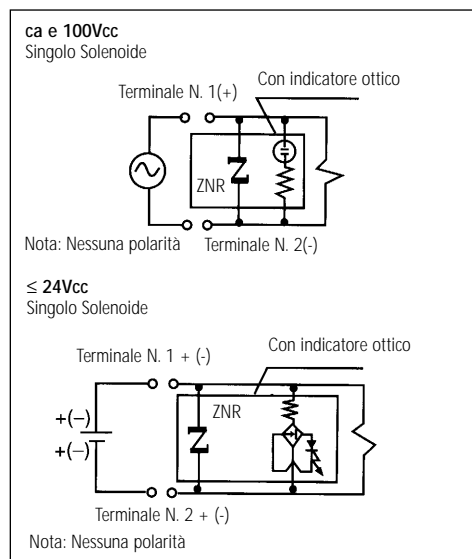 ca e 100Vcc
Singolo Solenoide
Con indicatore ottico
Terminale N. 1(+)
ZNR
Nota: Nessuna polarità
Terminale N. 2(-)
≤ 24Vcc
Singolo Solenoide
Con indicatore ottico
Terminale N. 1 + (-)
ZNR
+(−)
+(−)
Terminale N. 2 + (-)
Nota: Nessuna polarità